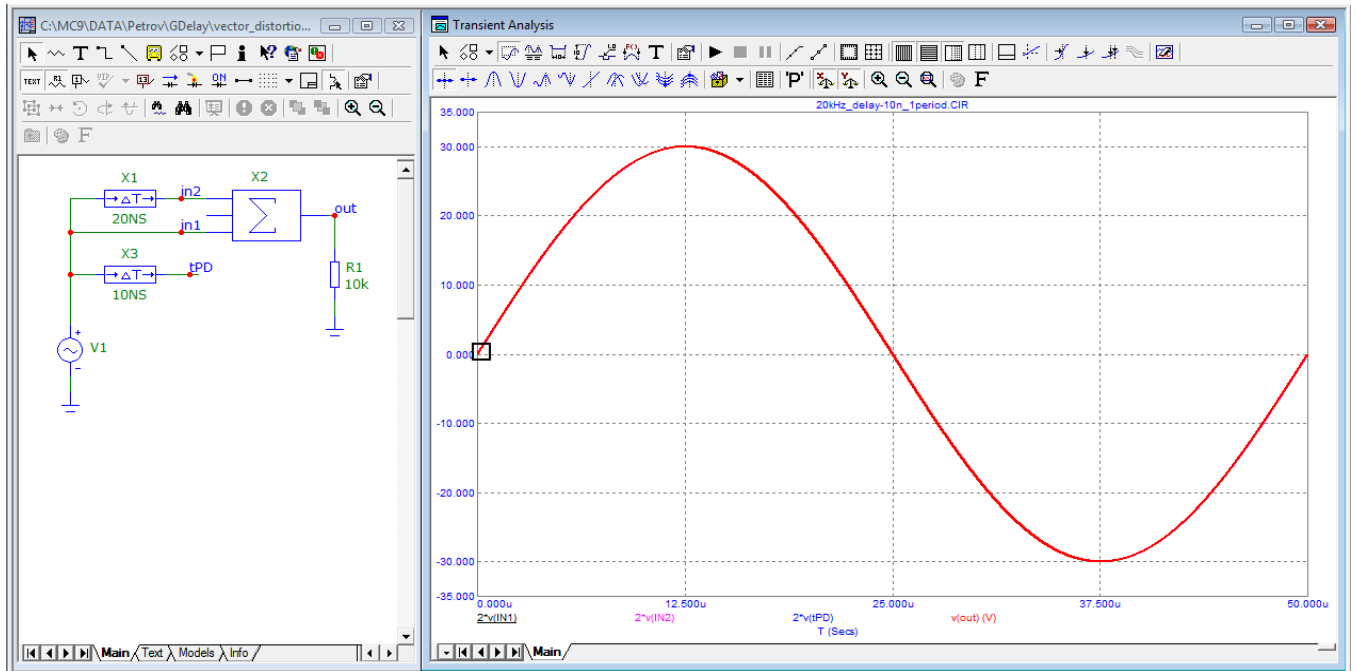 C:\MC9\DATA\Petrov\GDelay\vector_distortio...
T
i
TEXT
F
X1
in2
X2
20NS
in1
out
X3
tPD
10NS
R1
10k
+
V1
-
Main Text Models Info
Transient Analysis
T
'P'
F
20kHz_delay-10n_1period.CIR
35.000
30.000
20.000
10.000
0.000
-10.000
-20.000
-30.000
-35.000
0.000u 12.500u 25.000u 37.500u 50.000u
2*v(IN1) 2*v(IN2) 2*v(tPD) v(out) (V)
T (Secs)
Main